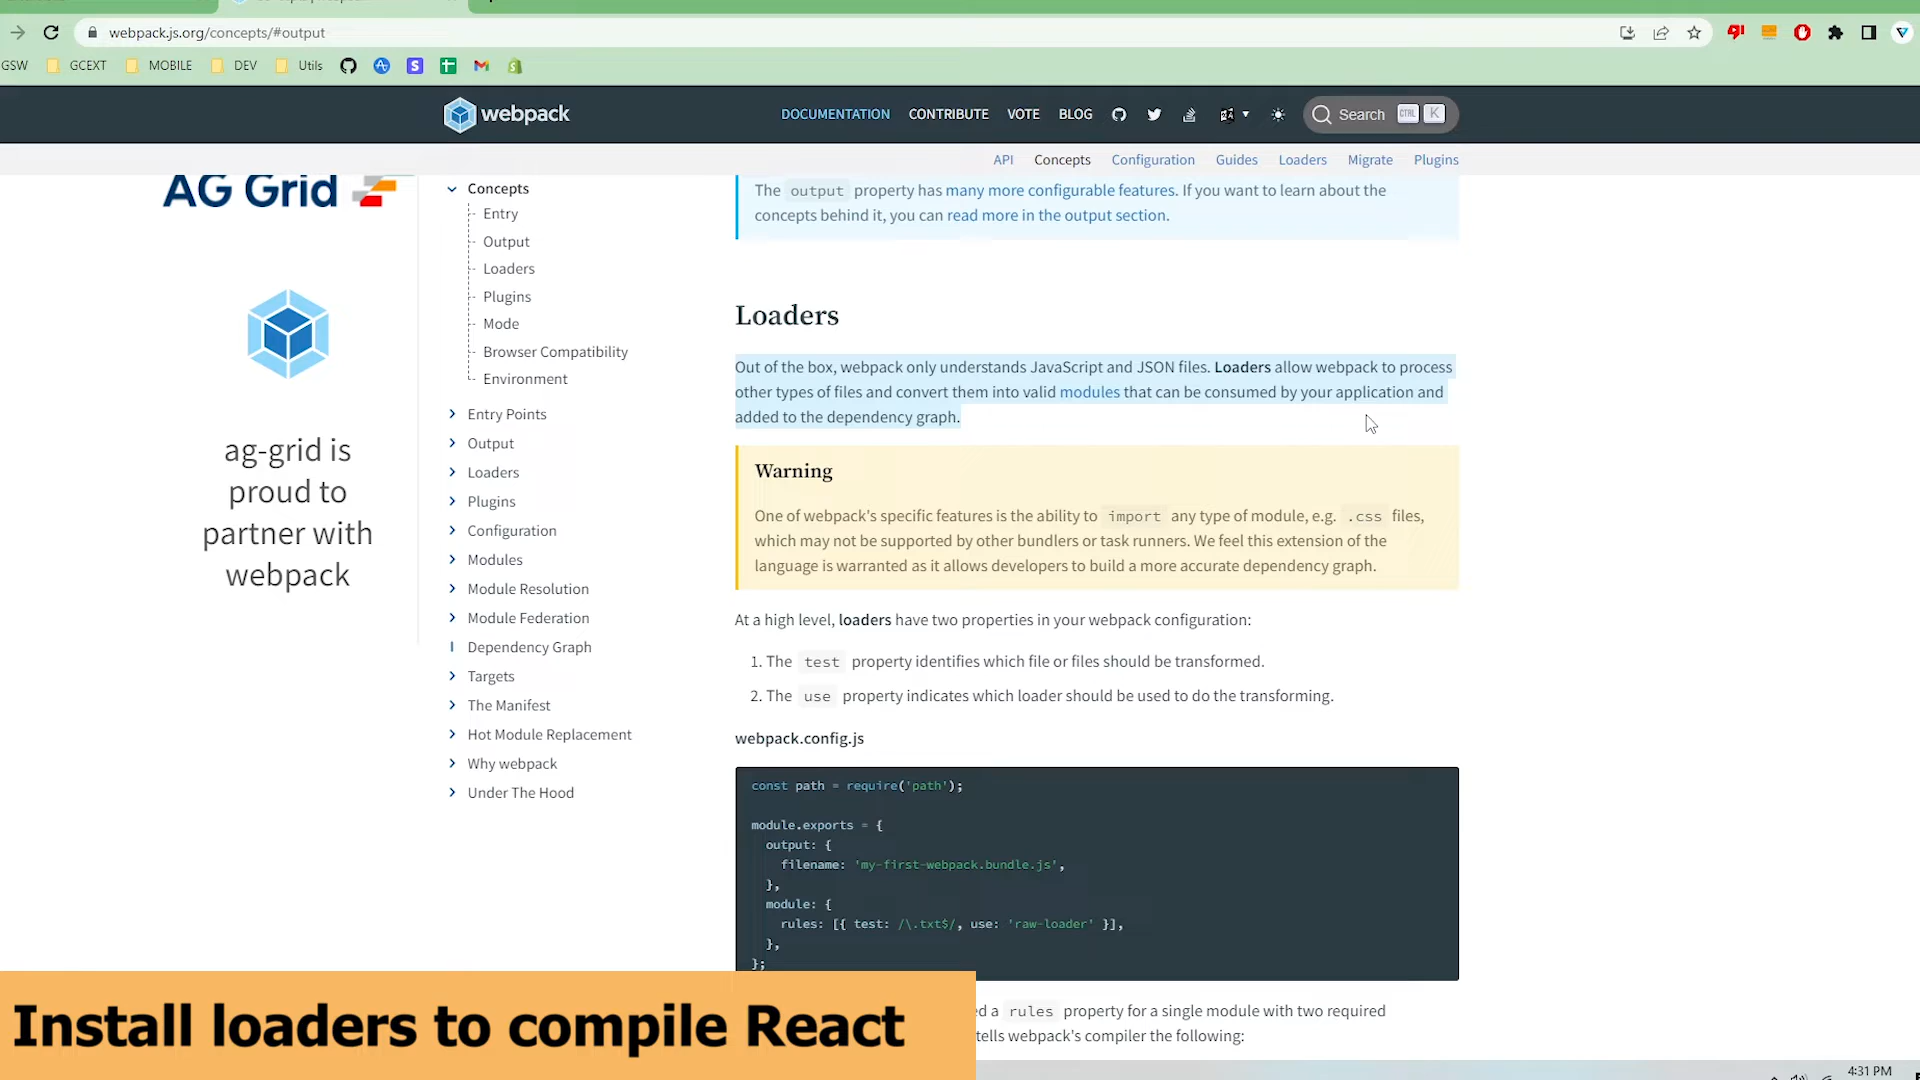 webpack.js.org/concepts/#output
GSW GCEXT MOBILE DEV Utils
webpack DOCUMENTATION CONTRIBUTE VOTE BLOG Search CTRL K
API Concepts Configuration Guides Loaders Migrate Plugins
AG Grid
ag-grid is
proud to
partner with
webpack
Concepts
Entry
Output
Loaders
Plugins
Mode
Browser Compatibility
Environment
Entry Points
Output
Loaders
Plugins
Configuration
Modules
Module Resolution
Module Federation
Dependency Graph
Targets
The Manifest
Hot Module Replacement
Why webpack
Under The Hood
The output property has many more configurable features. If you want to learn about the
concepts behind it, you can read more in the output section.
Loaders
Out of the box, webpack only understands JavaScript and JSON files. Loaders allow webpack to process
other types of files and convert them into valid modules that can be consumed by your application and
added to the dependency graph.
Warning
One of webpack's specific features is the ability to import any type of module, e.g. .css files,
which may not be supported by other bundlers or task runners. We feel this extension of the
language is warranted as it allows developers to build a more accurate dependency graph.
At a high level, loaders have two properties in your webpack configuration:
1. The test property identifies which file or files should be transformed.
2. The use property indicates which loader should be used to do the transforming.
webpack.config.js
const path = require('path');
module.exports = {
output: {
filename: 'my-first-webpack.bundle.js',
},
module: {
rules: [{ test: /\.txt$/, use: 'raw-loader' }],
},
};
a rules property for a single module with two required
tells webpack's compiler the following:
Install loaders to compile React
4:31 PM